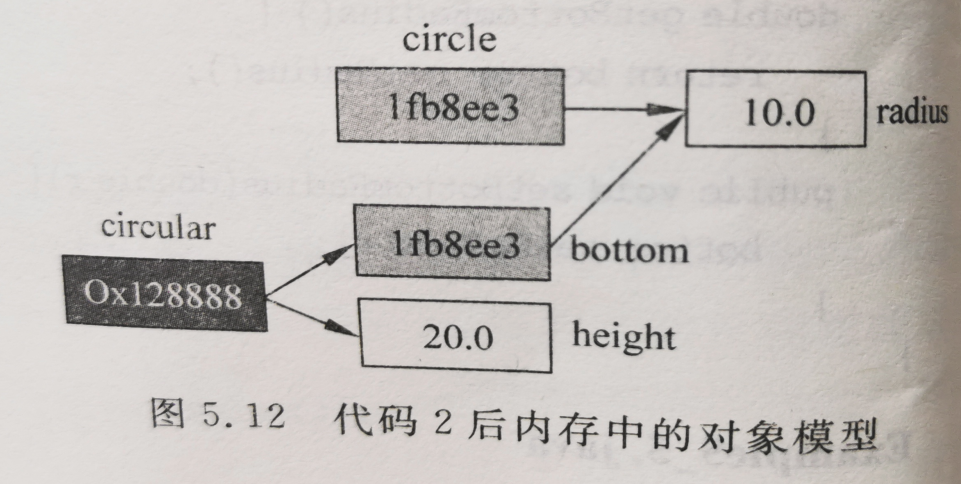 circle
1fb8ee3
10.0 radius
circular
1fb8ee3 bottom
Ox128888
20.0 height
图 5.12 代码 2 后内存中的对象模型